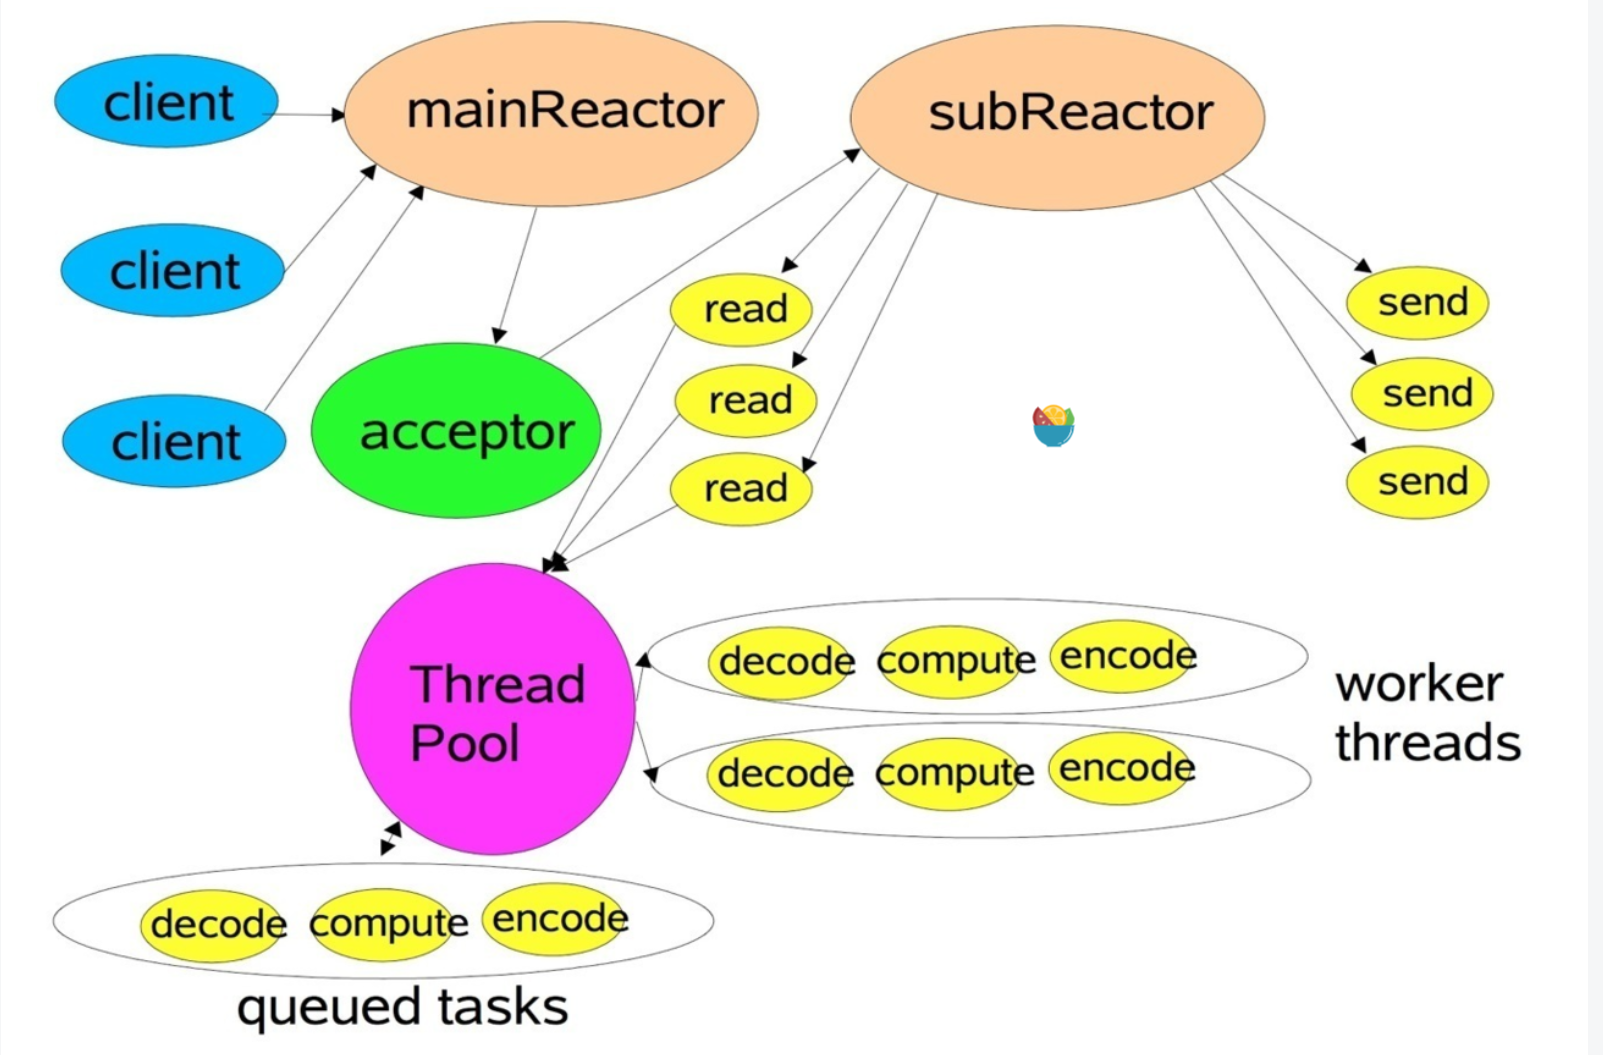 client
mainReactor
subReactor
client
client
acceptor
read
read
read
send
send
send
Thread
Pool
decode compute encode
decode compute encode
worker
threads
decode compute encode
queued tasks